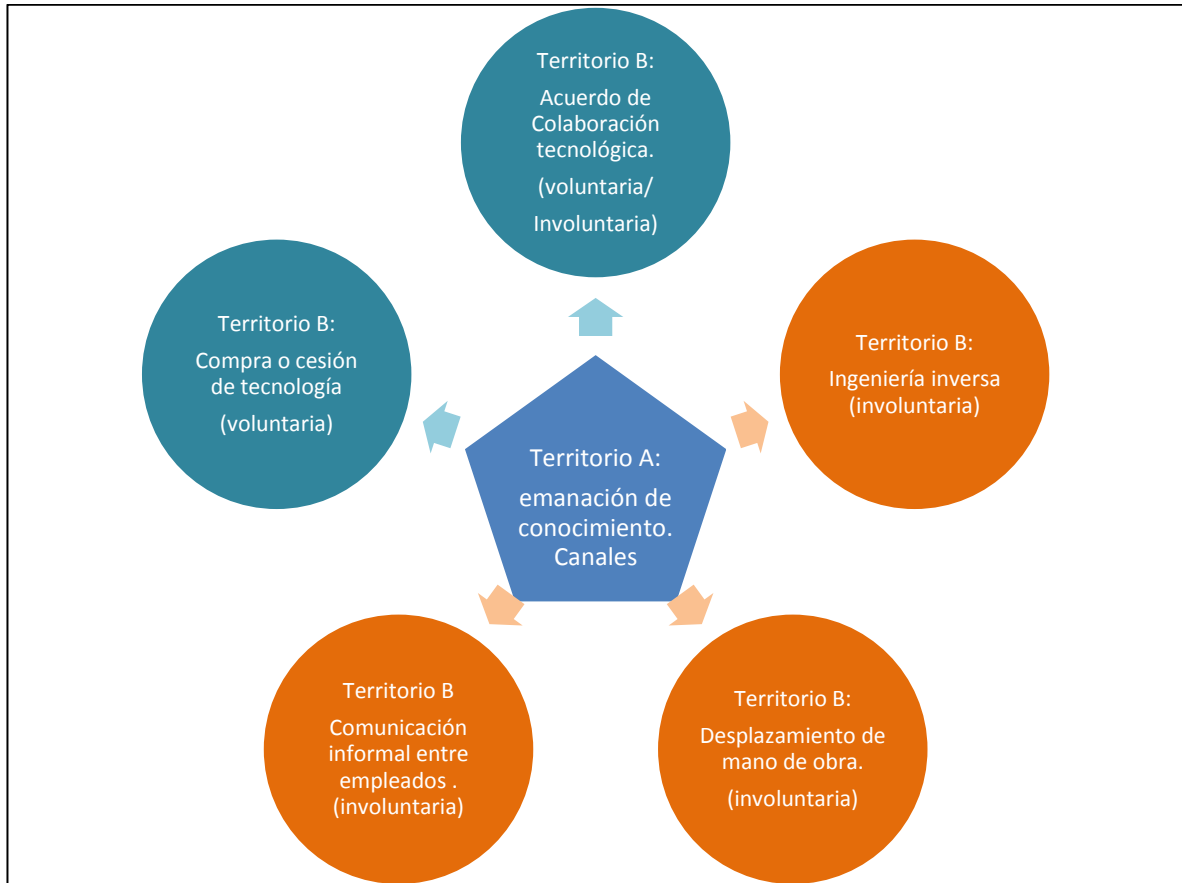 Territorio B:
Acuerdo de
Colaboración
tecnológica.
(voluntaria/
Involuntaria)
Territorio B:
Compra o cesión
de tecnología
(voluntaria)
Territorio B:
Ingeniería inversa
(involuntaria)
Territorio A:
emanación de
conocimiento.
Canales
Territorio B
Comunicación
informal entre
empleados .
(involuntaria)
Territorio B:
Desplazamiento de
mano de obra.
(involuntaria)